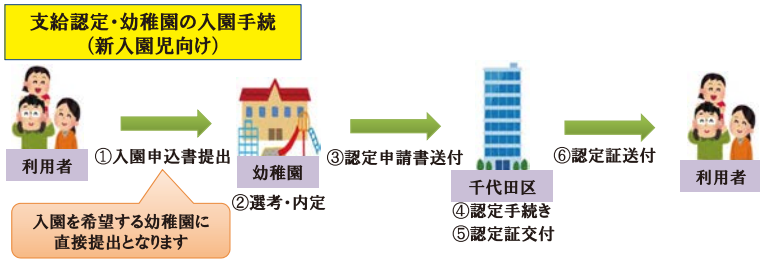 支給認定・幼稚園の入園手続
（新入園児向け）
利用者
①入園申込書提出
入園を希望する幼稚園に
直接提出となります
幼稚園
②選考・内定
③認定申請書送付
千代田区
④認定手続き
⑤認定証交付
⑥認定証送付
利用者